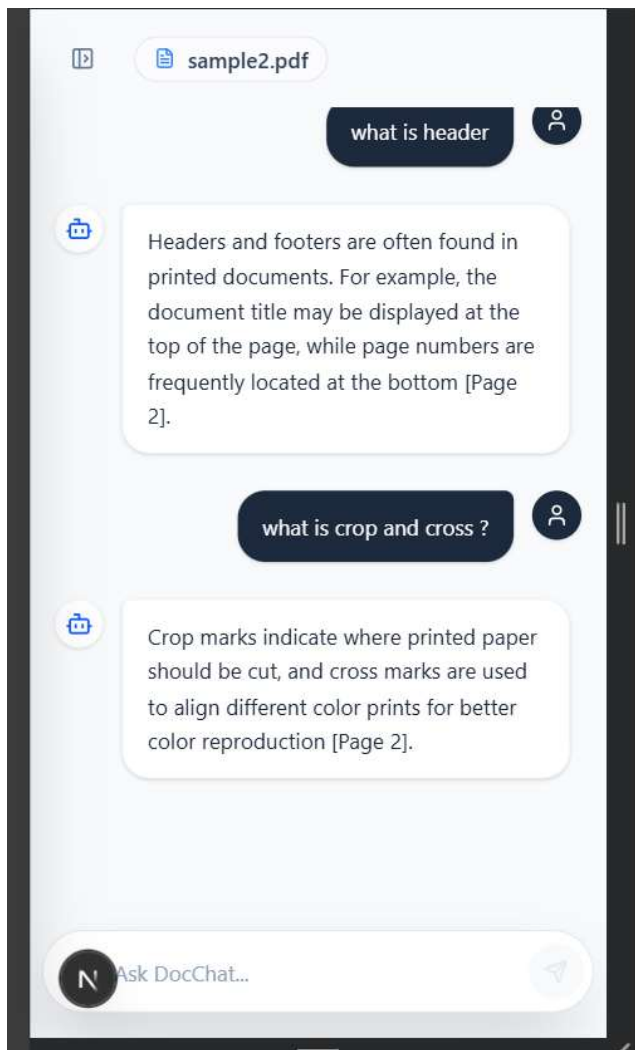 sample2.pdf
what is header
Headers and footers are often found in
printed documents. For example, the
document title may be displayed at the
top of the page, while page numbers are
frequently located at the bottom [Page
2].
what is crop and cross ?
Crop marks indicate where printed paper
should be cut, and cross marks are used
to align different color prints for better
color reproduction [Page 2].
N
Ask DocChat...